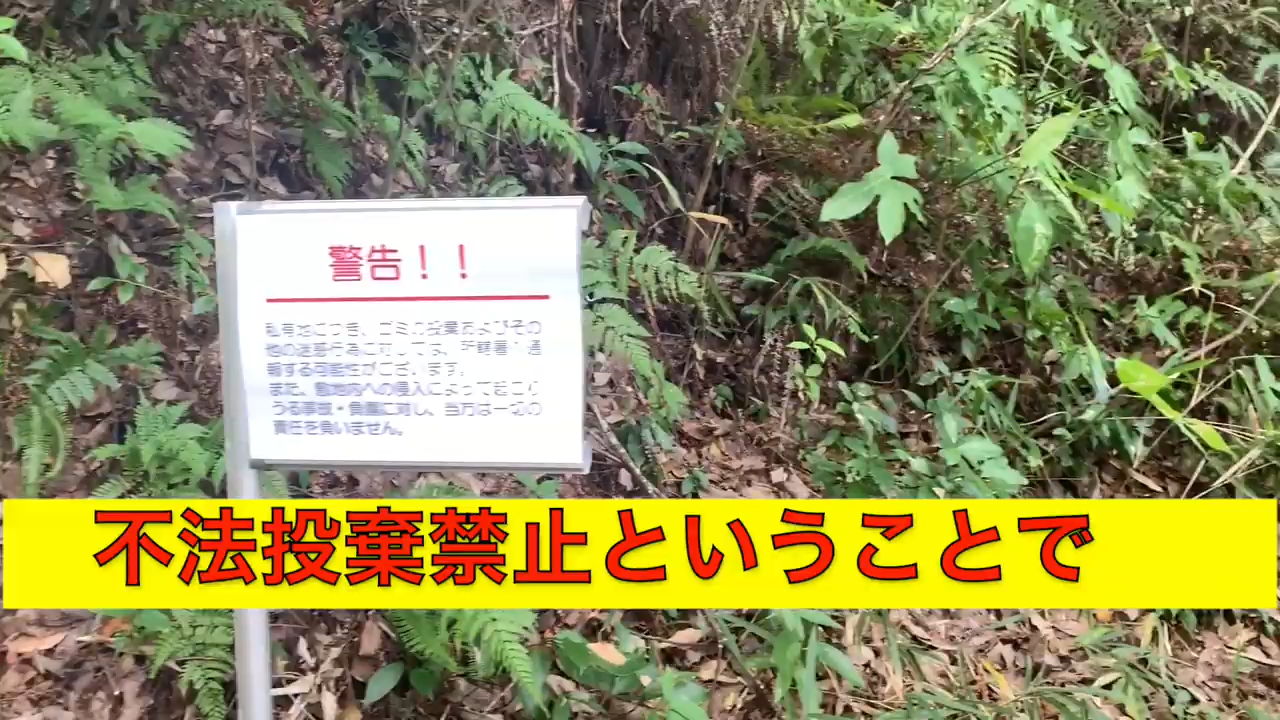 警告！！
私有地につき、ゴミの投棄およびその
他の迷惑行為に対しては、
報する可能性がございます。
また、敷地内への侵入によって起こり
うる事故・危険に対し、当方は一切の
責任を負いません。
不法投棄禁止ということで